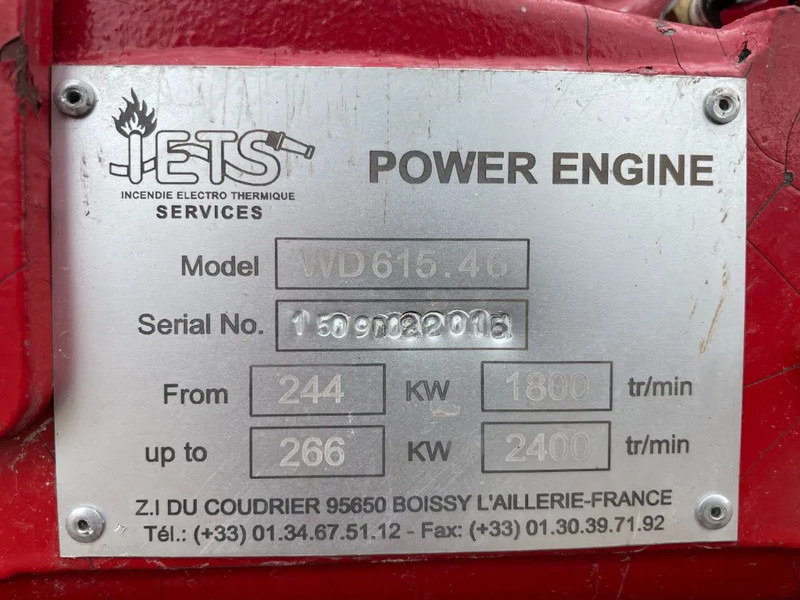 IETS POWER ENGINE
INCENDIE ELECTRO THERMIQUE
SERVICES
Model WD615.46
Serial No.
From 244 KW 1800 tr/min
up to 266 KW 2400 tr/min
Z.I DU COUDRIER 95650 BOISSY L'AILLERIE-FRANCE
Tél.: (+33) 01.34.67.51.12 - Fax: (+33) 01.30.39.71.92